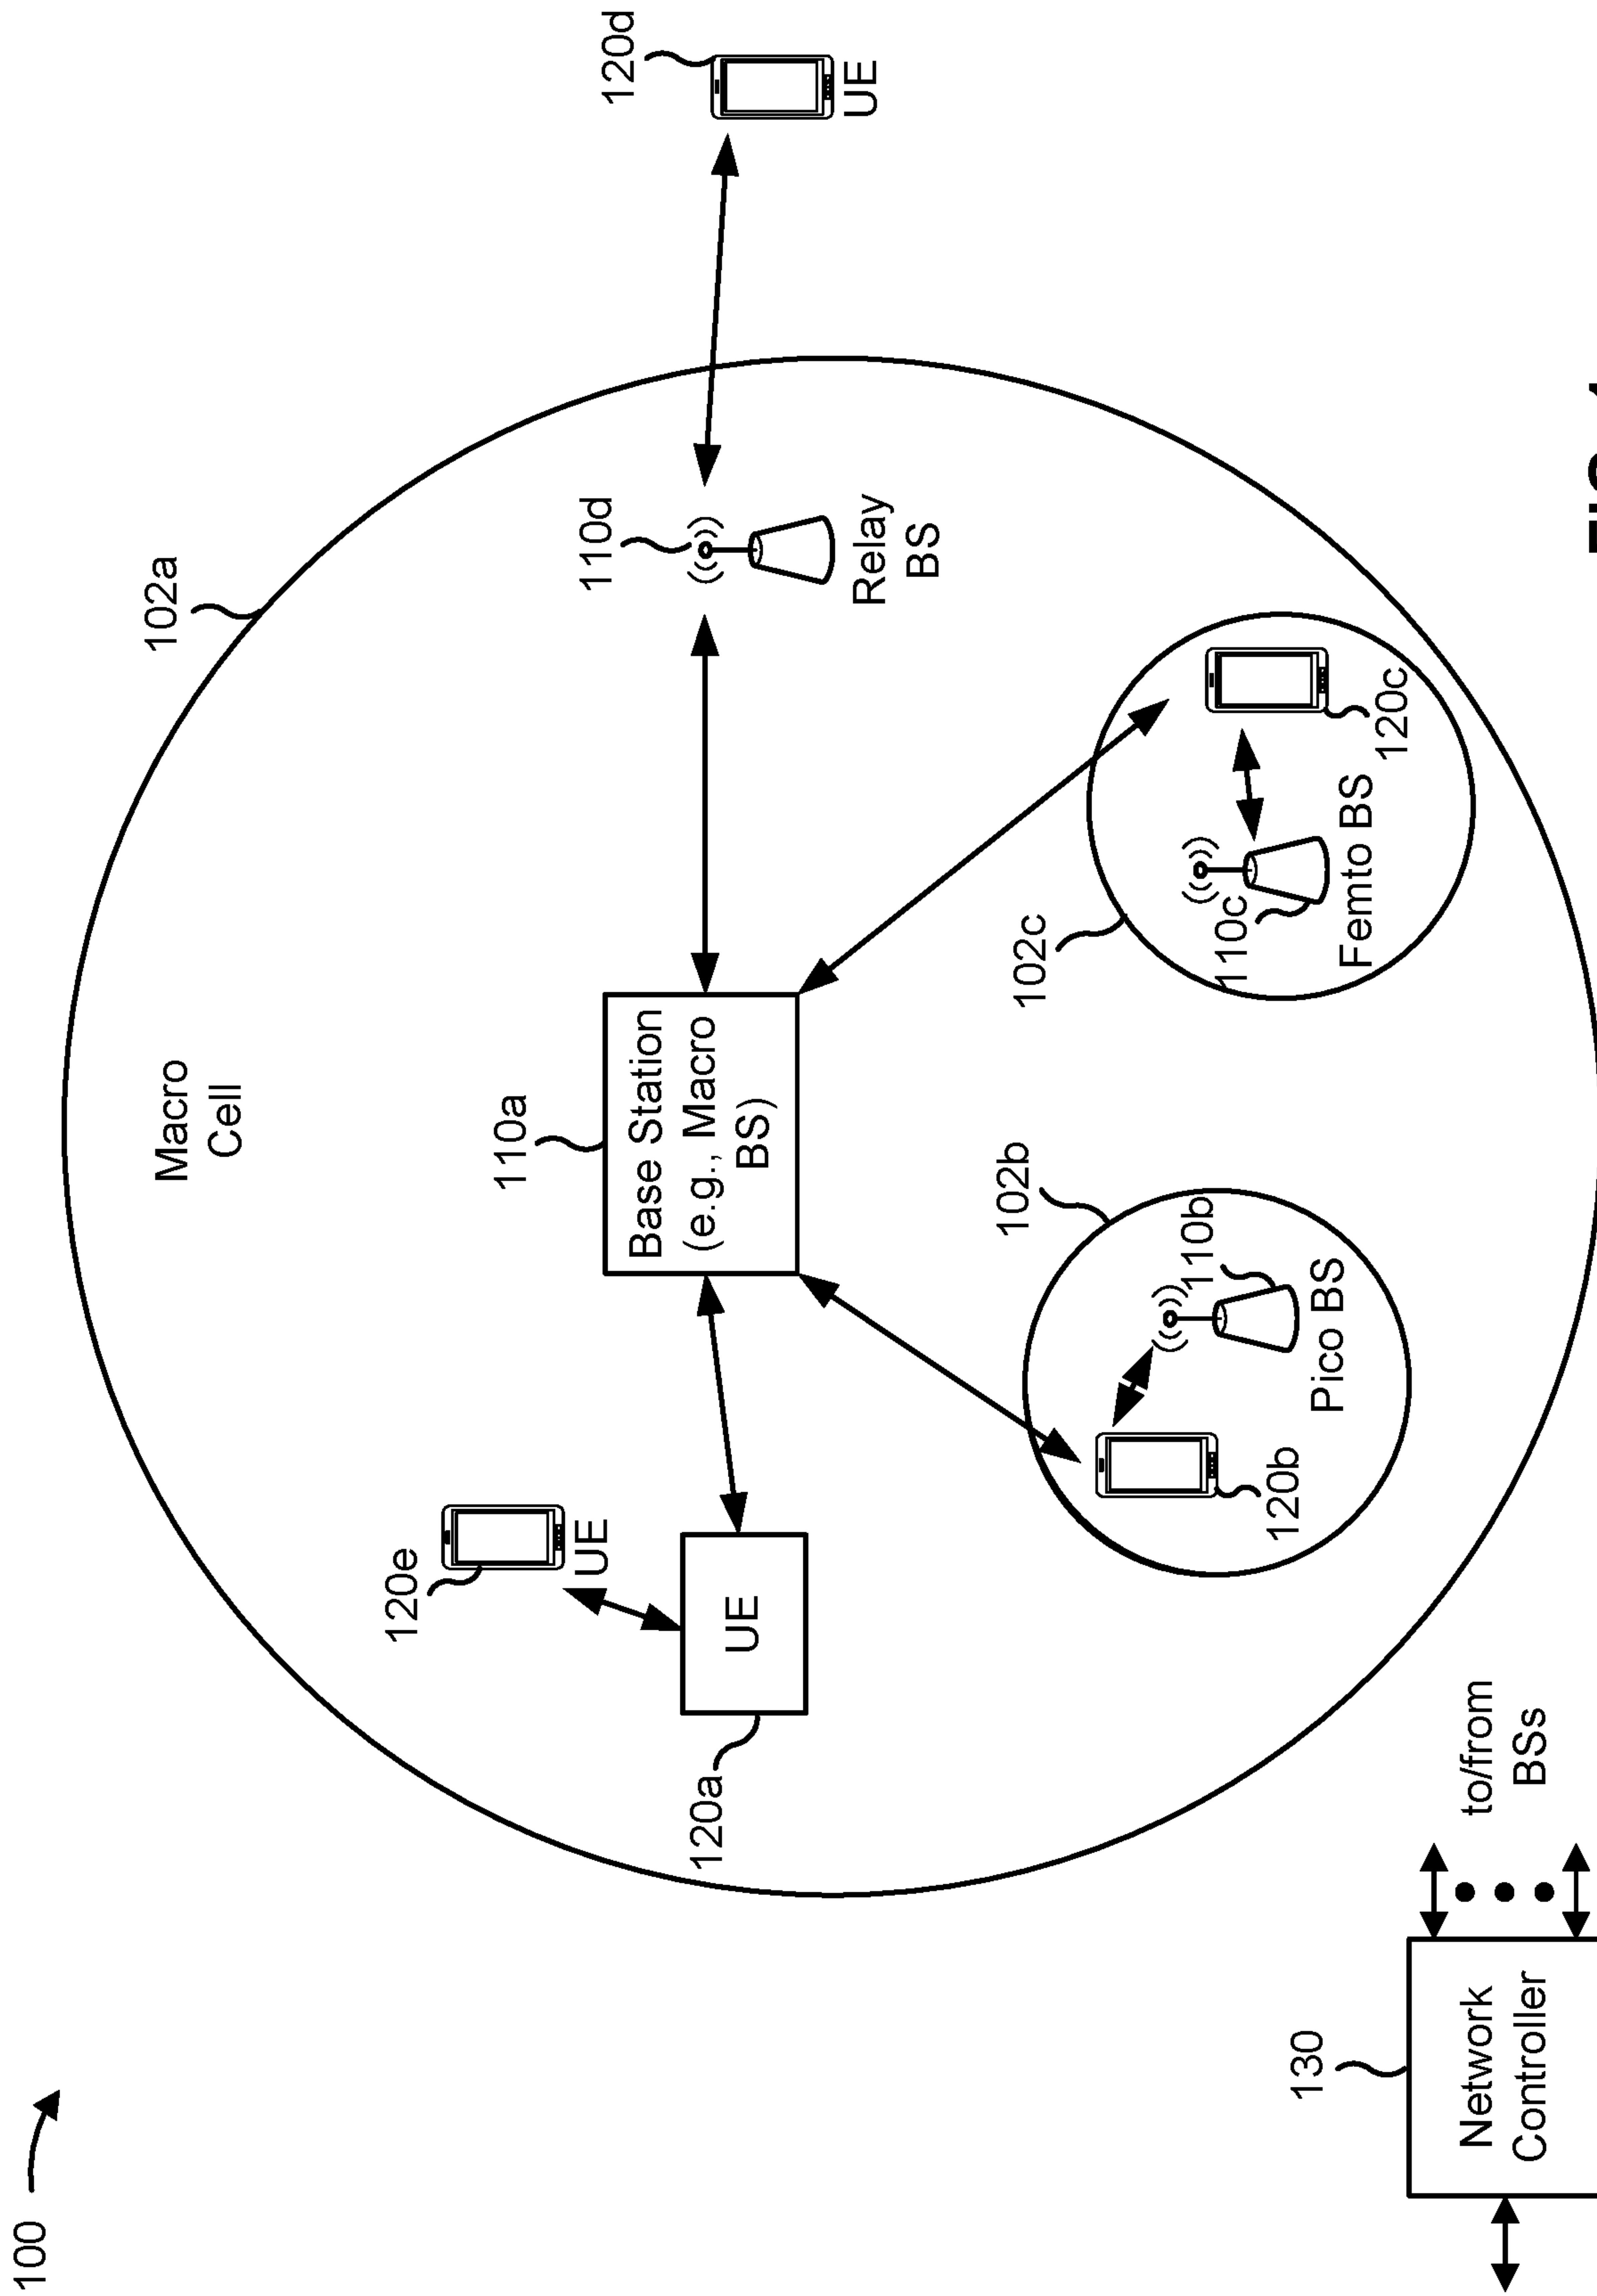 100
102a
Macro
Cell
110a
Base Station
(e.g., Macro
BS)
110d
Relay
BS
120d
UE
120e
UE
120a
UE
102b
110b
Pico BS
120b
102c
110c
Femto BS
120c
130
Network
Controller
to/from
BSs